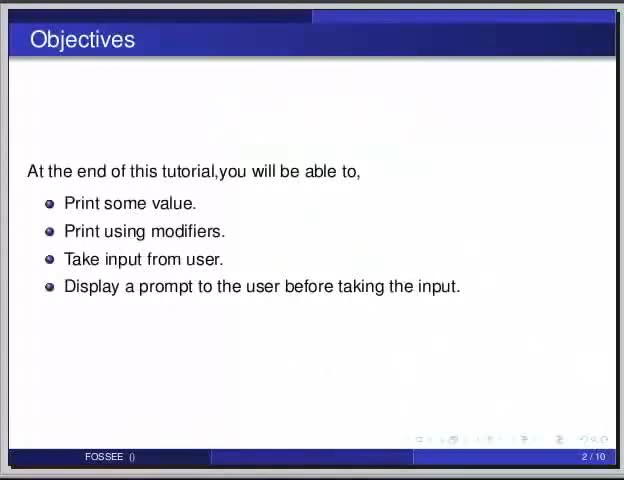 Objectives
At the end of this tutorial,you will be able to,
Print some value.
Print using modifiers.
Take input from user.
Display a prompt to the user before taking the input.
FOSSEE ()
2 / 10